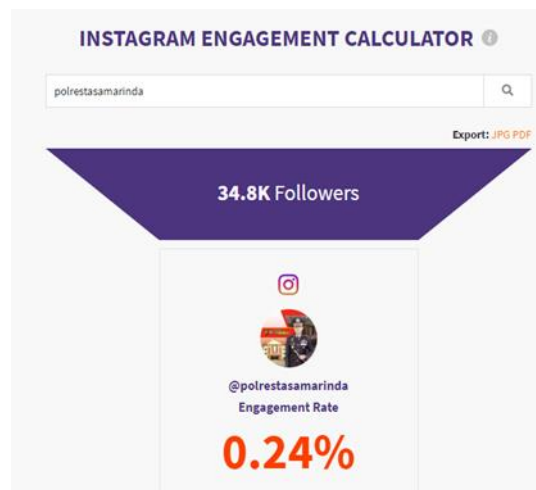 INSTAGRAM ENGAGEMENT CALCULATOR
polrestasamarinda
Export: JPG PDF
34.8K Followers
@polrestasamarinda
Engagement Rate
0.24%